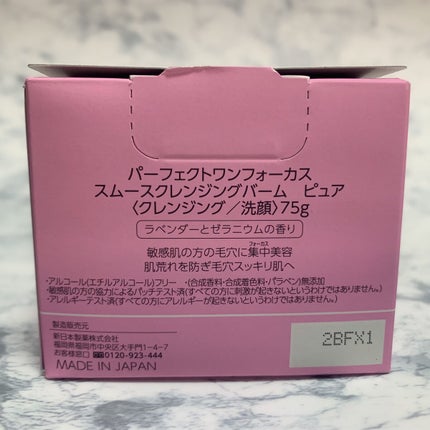 パーフェクトワンフォーカス
スムースクレンジングバーム ピュア
〈クレンジング/洗顔〉75g
ラベンダーとゼラニウムの香り
フォーカス
敏感肌の方の毛穴に集中美容
肌荒れを防ぎ毛穴スッキリ肌へ
・アルコール(エチルアルコール)フリー ・(合成香料・合成着色料・パラベン)無添加
・敏感肌の方の協力によるパッチテスト済(すべての方に刺激が起きないというわけではありません。)
・アレルギーテスト済(すべての方にアレルギーが起きないというわけではありません。)
製造販売元
新日本製薬株式会社
福岡県福岡市中央区大手門1-4-7
お客様窓口 0120-923-444
MADE IN JAPAN
2BFX1